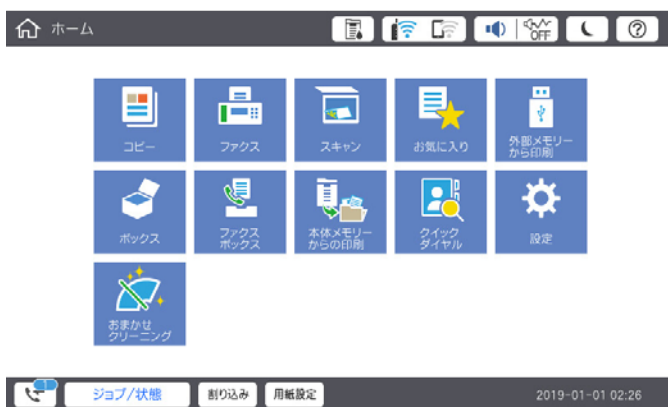 ホーム
OFF
コピー
ファクス
スキャン
お気に入り
外部メモリー
から印刷
ボックス
ファクス
ボックス
本体メモリー
からの印刷
クイック
ダイヤル
設定
おまかせ
クリーニング
ジョブ/状態
割り込み
用紙設定
2019-01-01 02:26